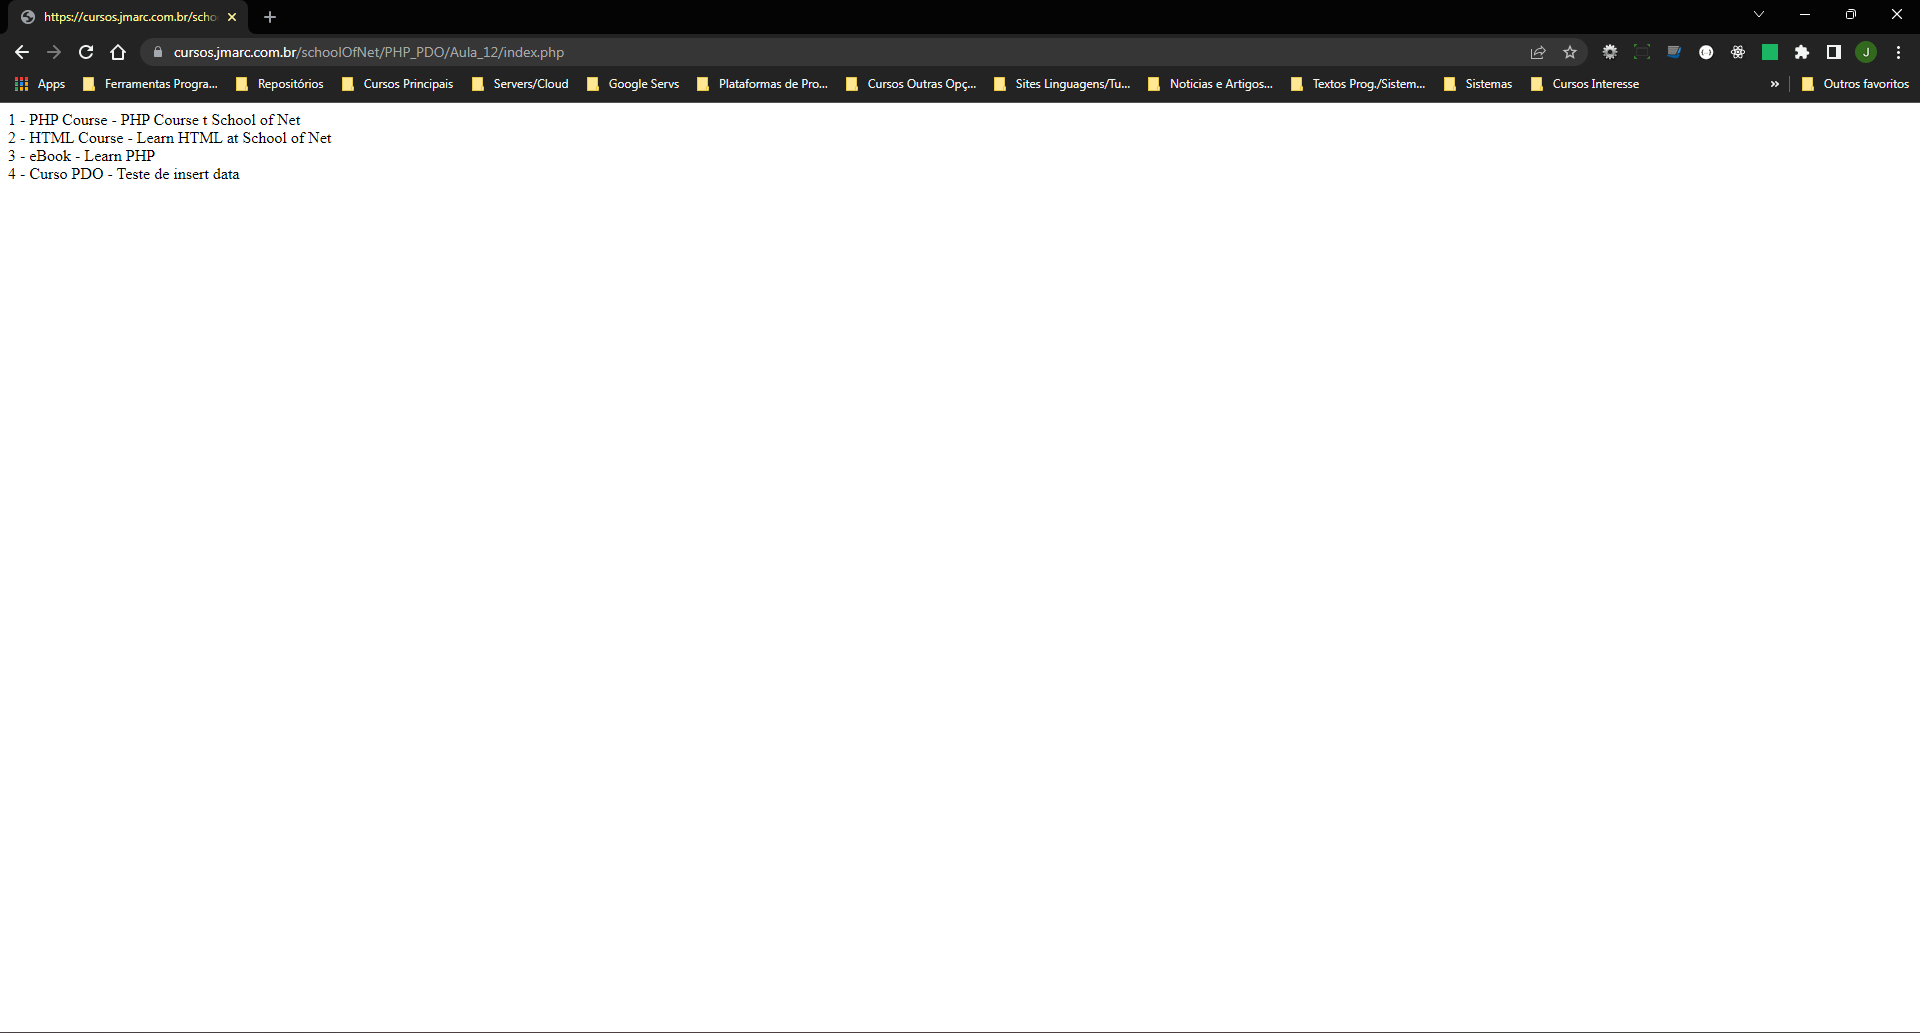 https://cursos.jmarc.com.br/scho
cursos.jmarc.com.br/schoolOfNet/PHP_PDO/Aula_12/index.php
J
Apps Ferramentas Progra... Repositórios Cursos Principais Servers/Cloud Google Servs Plataformas de Pro... Cursos Outras Opç... Sites Linguagens/Tu... Noticias e Artigos... Textos Prog./Sistem... Sistemas Cursos Interesse » Outros favoritos
1 - PHP Course - PHP Course t School of Net
2 - HTML Course - Learn HTML at School of Net
3 - eBook - Learn PHP
4 - Curso PDO - Teste de insert data